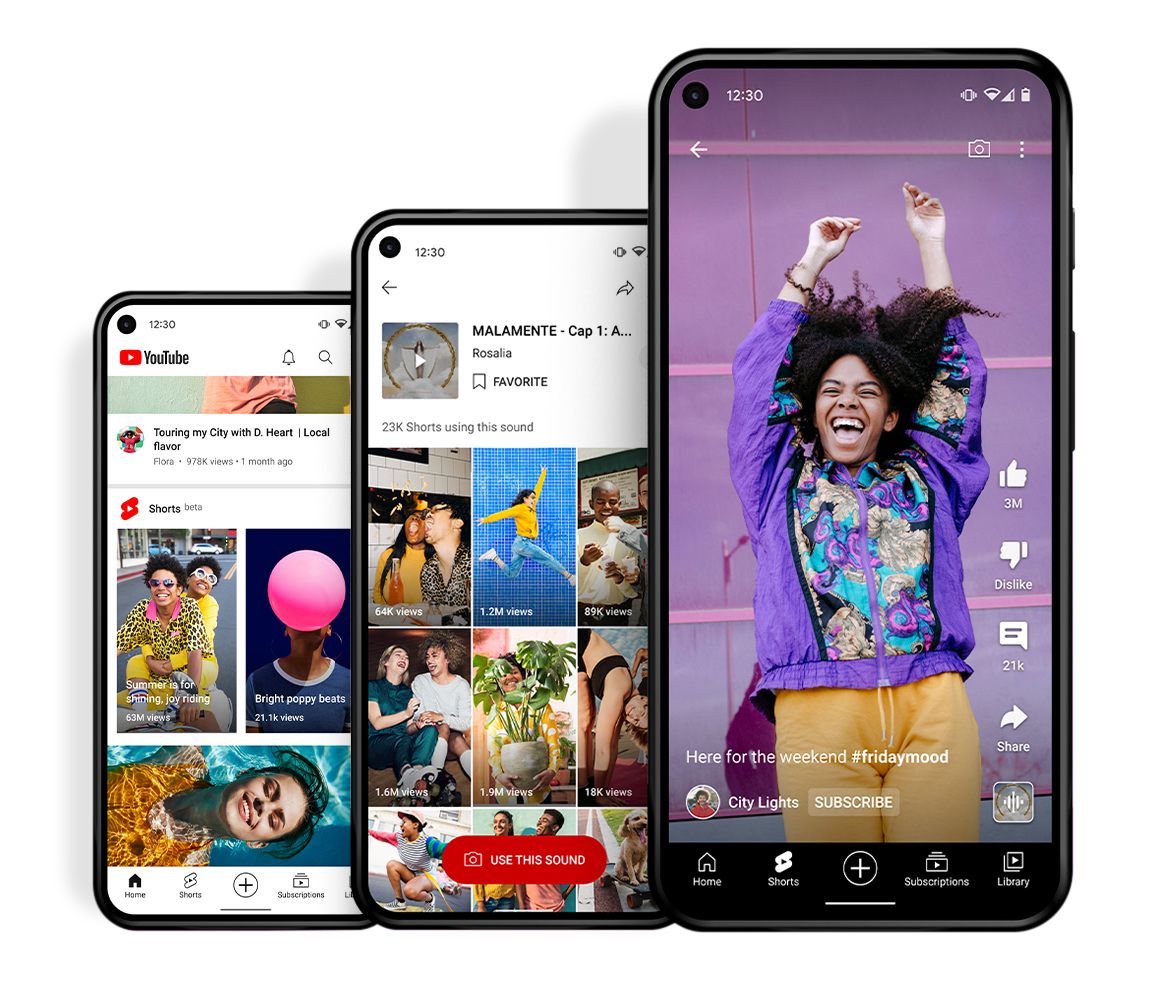 12:30
YouTube
Touring my City with D. Heart | Local
flavor
Flora • 978K views • 1 month ago
Shorts beta
Summer is for
shining, joy riding
63M views
Bright poppy beats
21.1k views
Home
Shorts
Subscriptions
12:30
MALAMENTE - Cap 1: A...
Rosalia
FAVORITE
23K Shorts using this sound
64K views
1.2M views
89K views
1.6M views
1.9M views
18K views
USE THIS SOUND
12:30
3M
Dislike
21k
Share
Here for the weekend #fridaymood
City Lights SUBSCRIBE
Home
Shorts
Subscriptions
Library